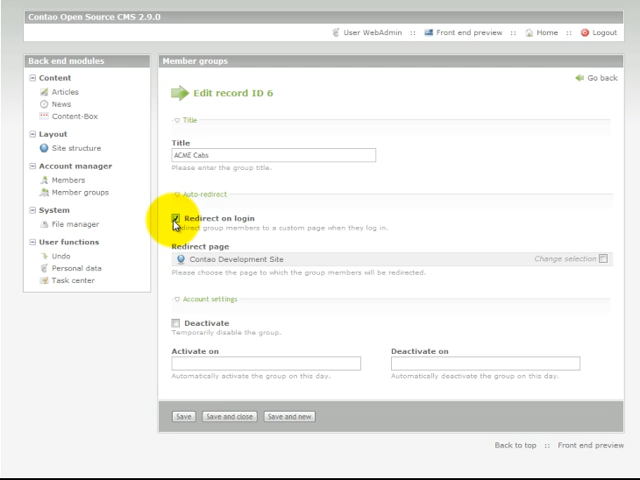 Contao Open Source CMS 2.9.0
User WebAdmin :: Front end preview :: Home :: Logout
Back end modules
Content
Articles
News
Content-Box
Layout
Site structure
Account manager
Members
Member groups
System
File manager
User functions
Undo
Personal data
Task center
Member groups
Go back
Edit record ID 6
Title
Title
ACME Cabs
Please enter the group title.
Auto-redirect
Redirect on login
group members to a custom page when they log in.
Redirect page
Contao Development Site
Change selection
Please choose the page to which the group members will be redirected.
Account settings
Deactivate
Temporarily disable the group.
Activate on
Deactivate on
Automatically activate the group on this day.
Automatically deactivate the group on this day.
Save
Save and close
Save and new
Back to top :: Front end preview